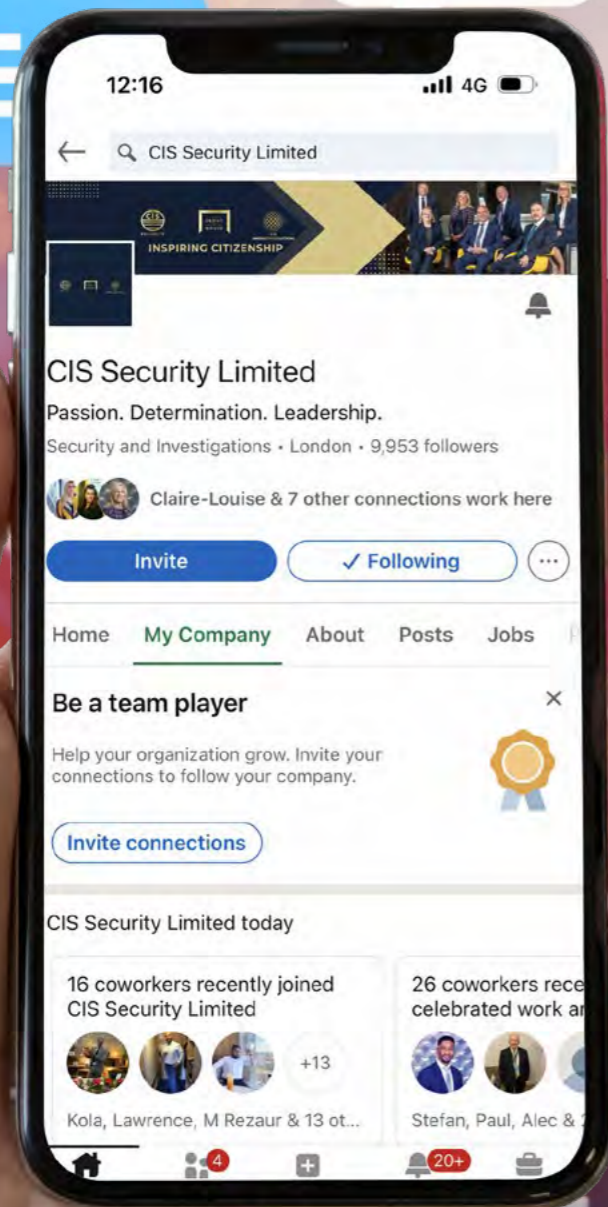 12:16
4G
CIS Security Limited
CIS
SECURITY
INSPIRING CITIZENSHIP
CIS Security Limited
Passion. Determination. Leadership.
Security and Investigations • London • 9,953 followers
Claire-Louise & 7 other connections work here
Invite
✓ Following
Home My Company About Posts Jobs
Be a team player
Help your organization grow. Invite your
connections to follow your company.
Invite connections
CIS Security Limited today
16 coworkers recently joined
CIS Security Limited
+13
Kola, Lawrence, M Rezaur & 13 ot...
26 coworkers rece
celebrated work an
Stefan, Paul, Alec &
4
20+